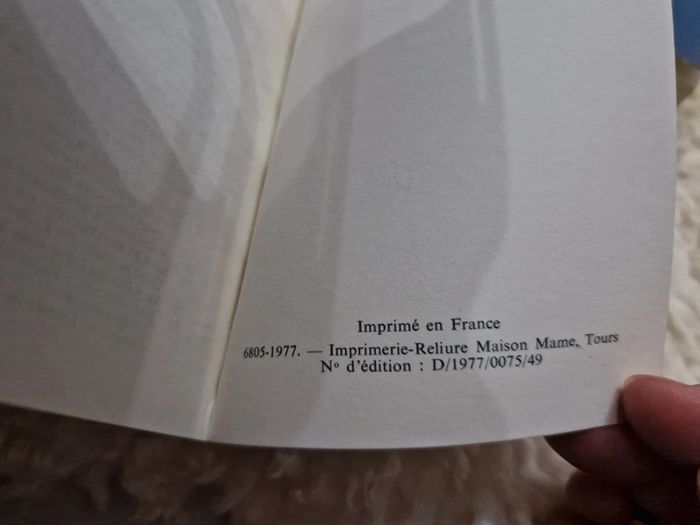 Imprimé en France
6805-1977. — Imprimerie-Reliure Maison Mame, Tours
Nº d'édition : D/1977/0075/49